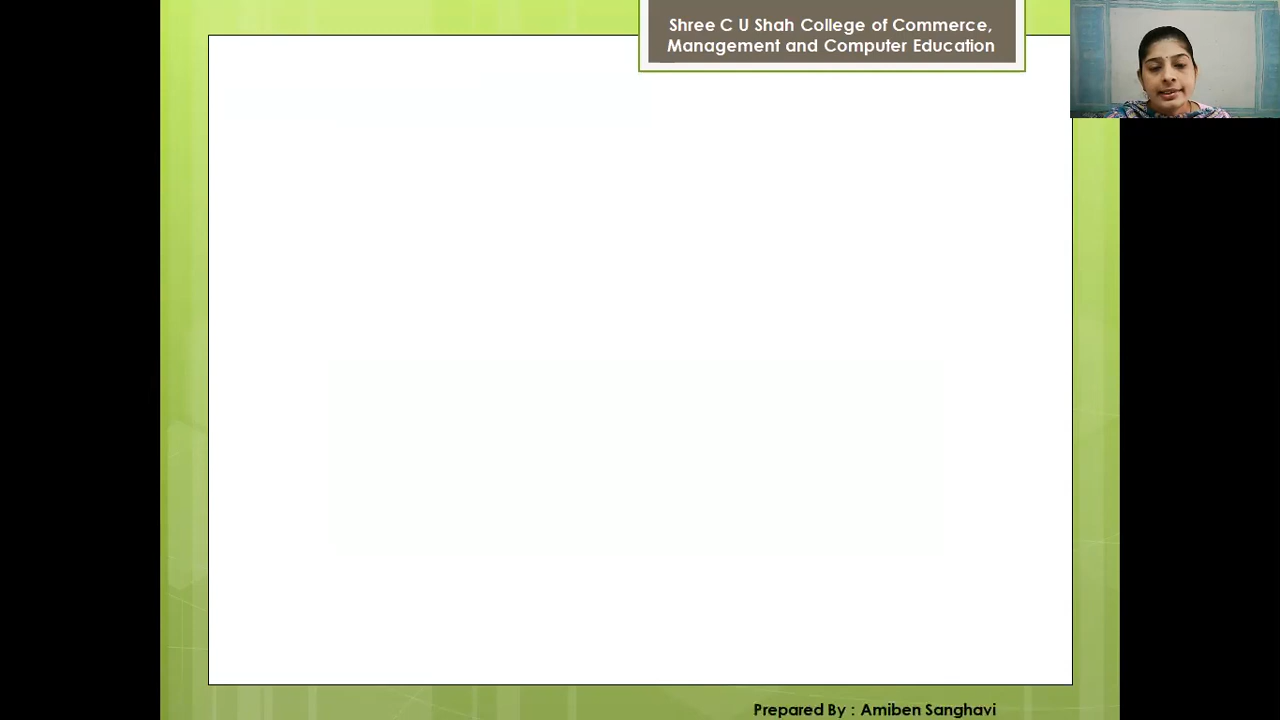 Shree C U Shah College of Commerce,
Management and Computer Education
Prepared By : Amiben Sanghavi